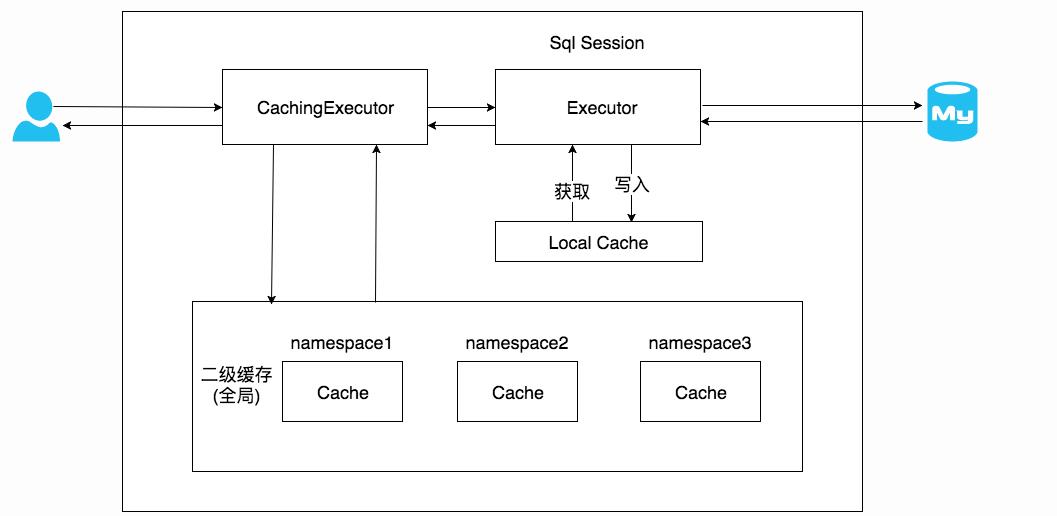 Sql Session
CachingExecutor
Executor
My
获取
写入
Local Cache
namespace1
namespace2
namespace3
二级缓存
(全局)
Cache
Cache
Cache